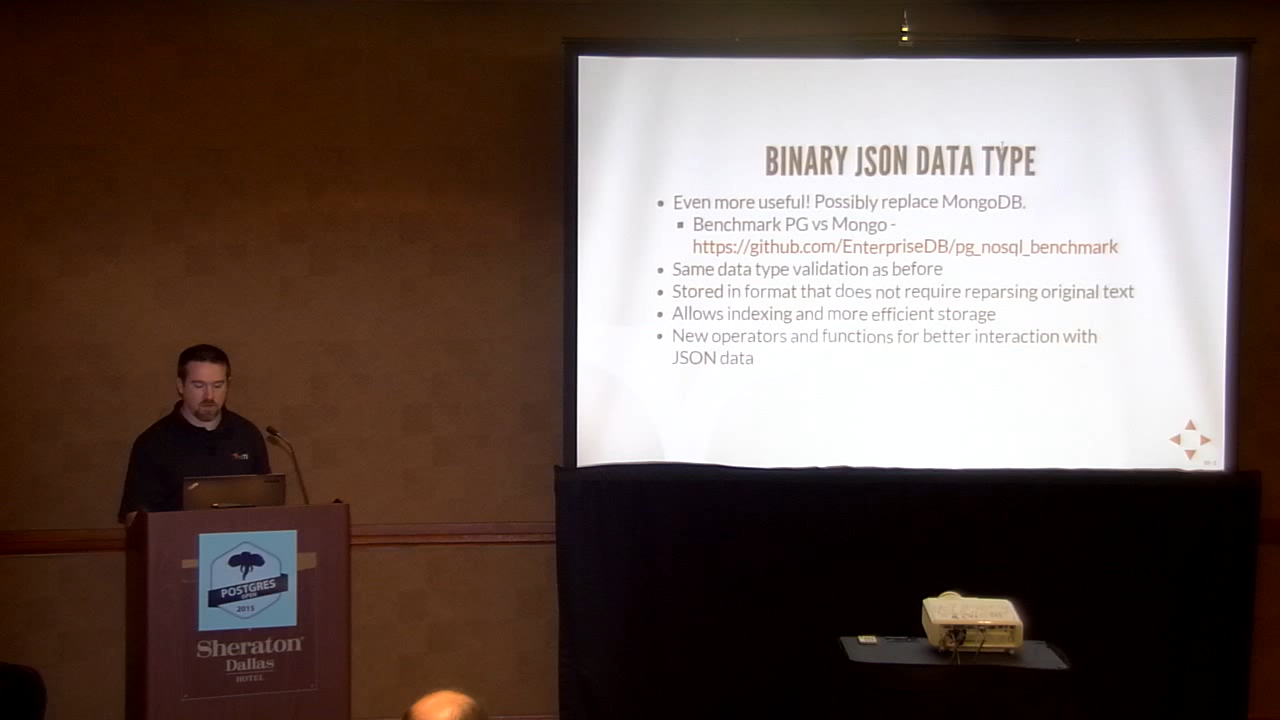 BINARY JSON DATA TYPE
Even more useful! Possibly replace MongoDB.
Benchmark PG vs Mongo -
https://github.com/EnterpriseDB/pg_nosql_benchmark
Same data type validation as before
Stored in format that does not require reparsing original text
Allows indexing and more efficient storage
New operators and functions for better interaction with
JSON data
POSTGRES
OPEN
2015
Sheraton
Dallas
HOTEL